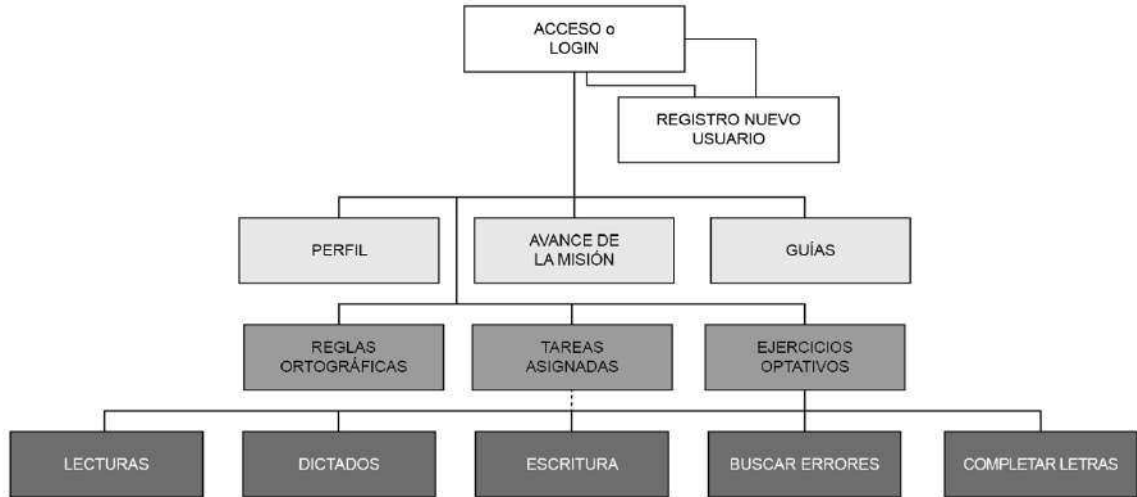 ACCESO o
LOGIN
REGISTRO NUEVO
USUARIO
PERFIL
AVANCE DE
LA MISIÓN
GUÍAS
REGLAS
ORTOGRÁFICAS
TAREAS
ASIGNADAS
EJERCICIOS
OPTATIVOS
LECTURAS
DICTADOS
ESCRITURA
BUSCAR ERRORES
COMPLETAR LETRAS